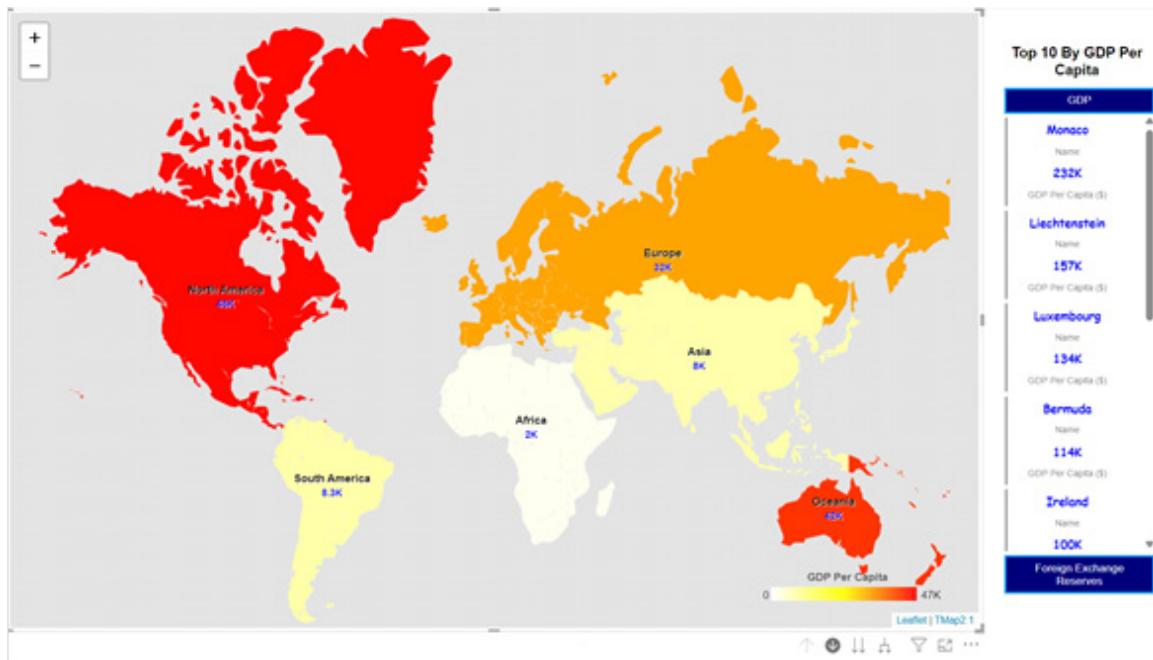 +
−
North America
46K
Europe
32K
Asia
8K
Africa
2K
South America
8.3K
Oceania
42K
GDP Per Capita
0
47K
Leaflet | TMap2.1
Top 10 By GDP Per
Capita
GDP
Monaco
Name
232K
GDP Per Capita ($)
Liechtenstein
Name
157K
GDP Per Capita ($)
Luxembourg
Name
134K
GDP Per Capita ($)
Bermuda
Name
114K
GDP Per Capita ($)
Ireland
Name
100K
Foreign Exchange
Reserves